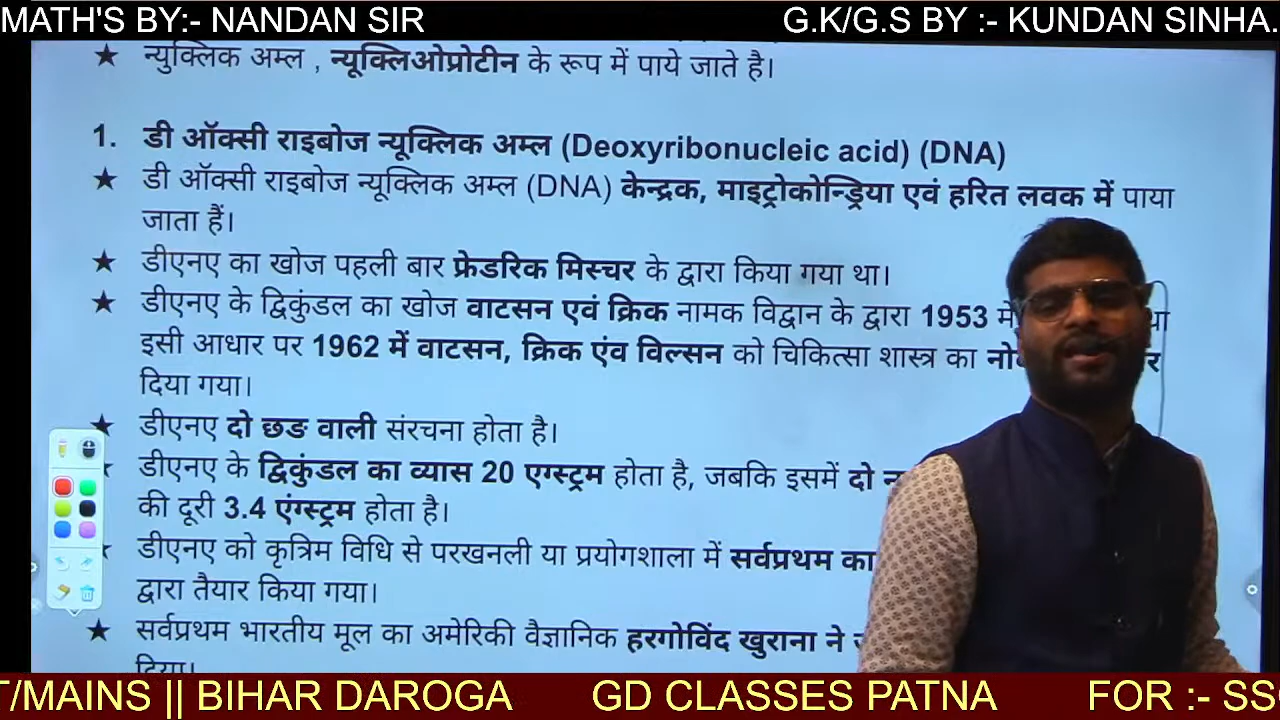 MATH'S BY:- NANDAN SIR
G.K/G.S BY :- KUNDAN SINHA.
★ न्युक्लिक अम्ल , न्यूक्लिओप्रोटीन के रूप में पाये जाते है।
1. डी ऑक्सी राइबोज न्यूक्लिक अम्ल (Deoxyribonucleic acid) (DNA)
★ डी ऑक्सी राइबोज न्यूक्लिक अम्ल (DNA) केन्द्रक, माइट्रोकोन्ड्रिया एवं हरित लवक में पाया
जाता हैं।
★ डीएनए का खोज पहली बार फ्रेडरिक मिस्चर के द्वारा किया गया था।
★ डीएनए के द्विकुंडल का खोज वाटसन एवं क्रिक नामक विद्वान के द्वारा 1953 में
इसी आधार पर 1962 में वाटसन, क्रिक एंव विल्सन को चिकित्सा शास्त्र का
दिया गया।
★ डीएनए दो छङ वाली संरचना होता है।
★ डीएनए के द्विकुंडल का व्यास 20 एग्स्ट्रम होता है, जबकि इसमें दो
की दूरी 3.4 एंग्स्ट्रम होता है।
★ डीएनए को कृत्रिम विधि से परखनली या प्रयोगशाला में सर्वप्रथम
द्वारा तैयार किया गया।
★ सर्वप्रथम भारतीय मूल का अमेरिकी वैज्ञानिक हरगोविंद खुराना ने
दिया।
T/MAINS || BIHAR DAROGA GD CLASSES PATNA FOR :- SS